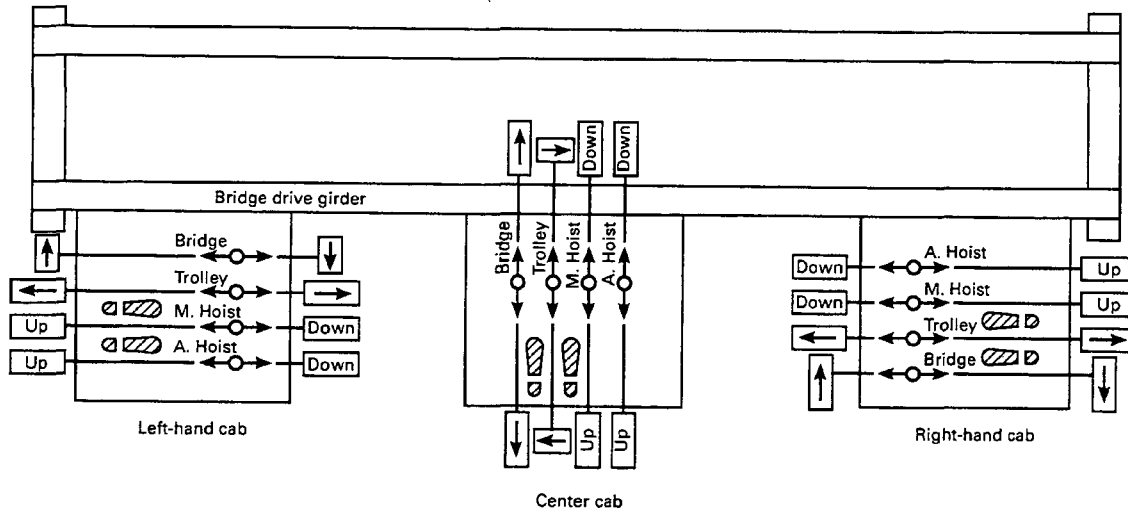 Down
Down
Bridge drive girder
Bridge
Trolley
M. Hoist
Up
Down
A. Hoist
Up
Down
Left-hand cab
Bridge
Trolley
M. Hoist
A. Hoist
Up
Up
Center cab
A. Hoist
Down
Up
M. Hoist
Down
Up
Trolley
Bridge
Right-hand cab